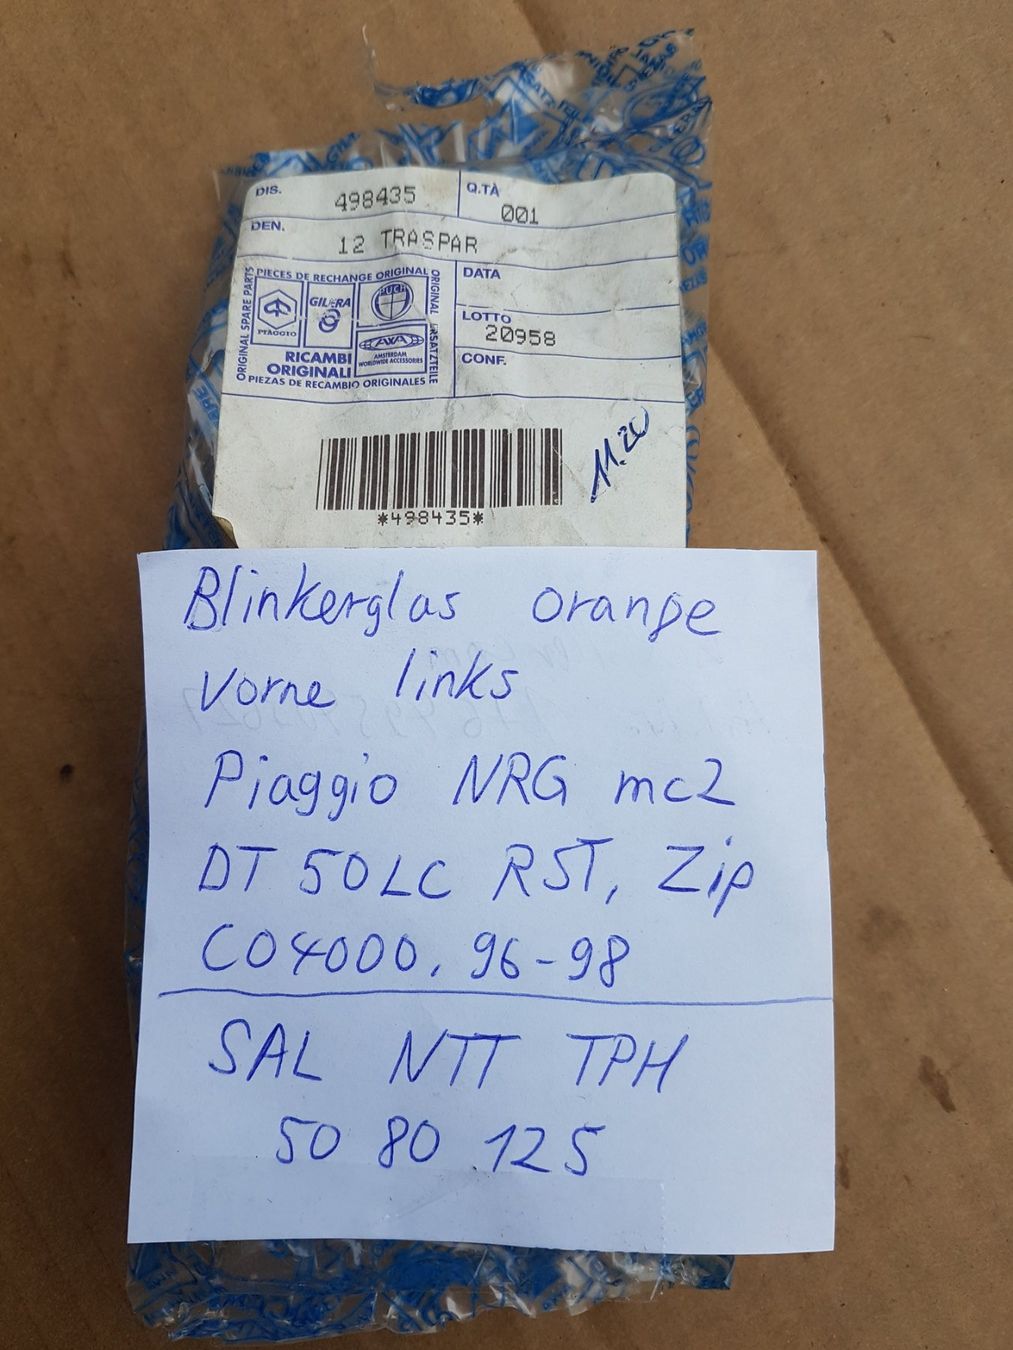 DIS. 498435 Q.TÀ 001
DEN. 12 TRASPAR
PIECES DE RECHANGE ORIGINAL
ORIGINAL SPARE PARTS
ORIGINAL ERSATZTEILE
PIAGGIO
GILERA
PUCH
AXA
AMSTERDAM
WORLDWIDE ACCESSORIES
RICAMBI
ORIGINALI
PIEZAS DE RECAMBIO ORIGINALES
DATA
LOTTO
20958
CONF.
11.20
*498435*
Blinkerglas orange
vorne links
Piaggio NRG mc2
DT 50LC RST, Zip
C04000. 96-98
SAL NTT TPH
50 80 125